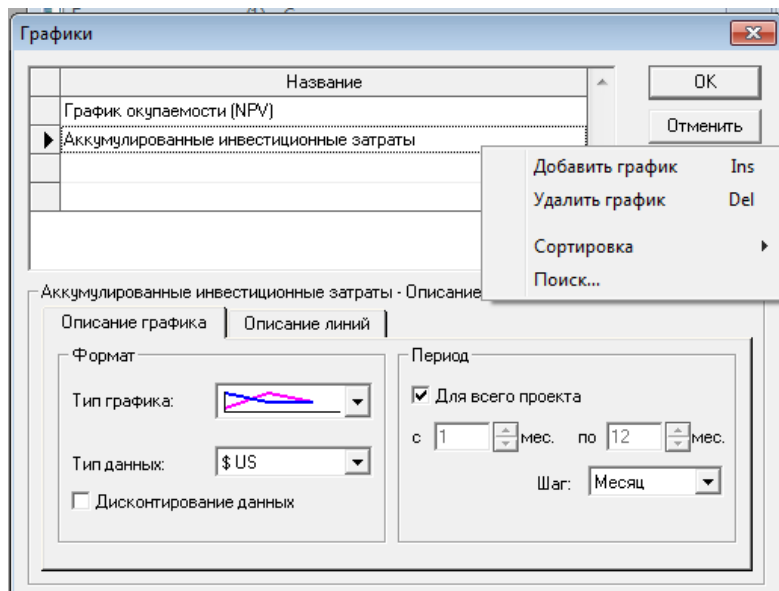 Графики
Название
График окупаемости (NPV)
Аккумулированные инвестиционные затраты
OK
Отменить
Добавить график Ins
Удалить график Del
Сортировка
Поиск...
Аккумулированные инвестиционные затраты - Описание
Описание графика Описание линий
Формат
Тип графика:
Тип данных: $ US
Дисконтирование данных
Период
Для всего проекта
с 1 мес. по 12 мес.
Шаг: Месяц